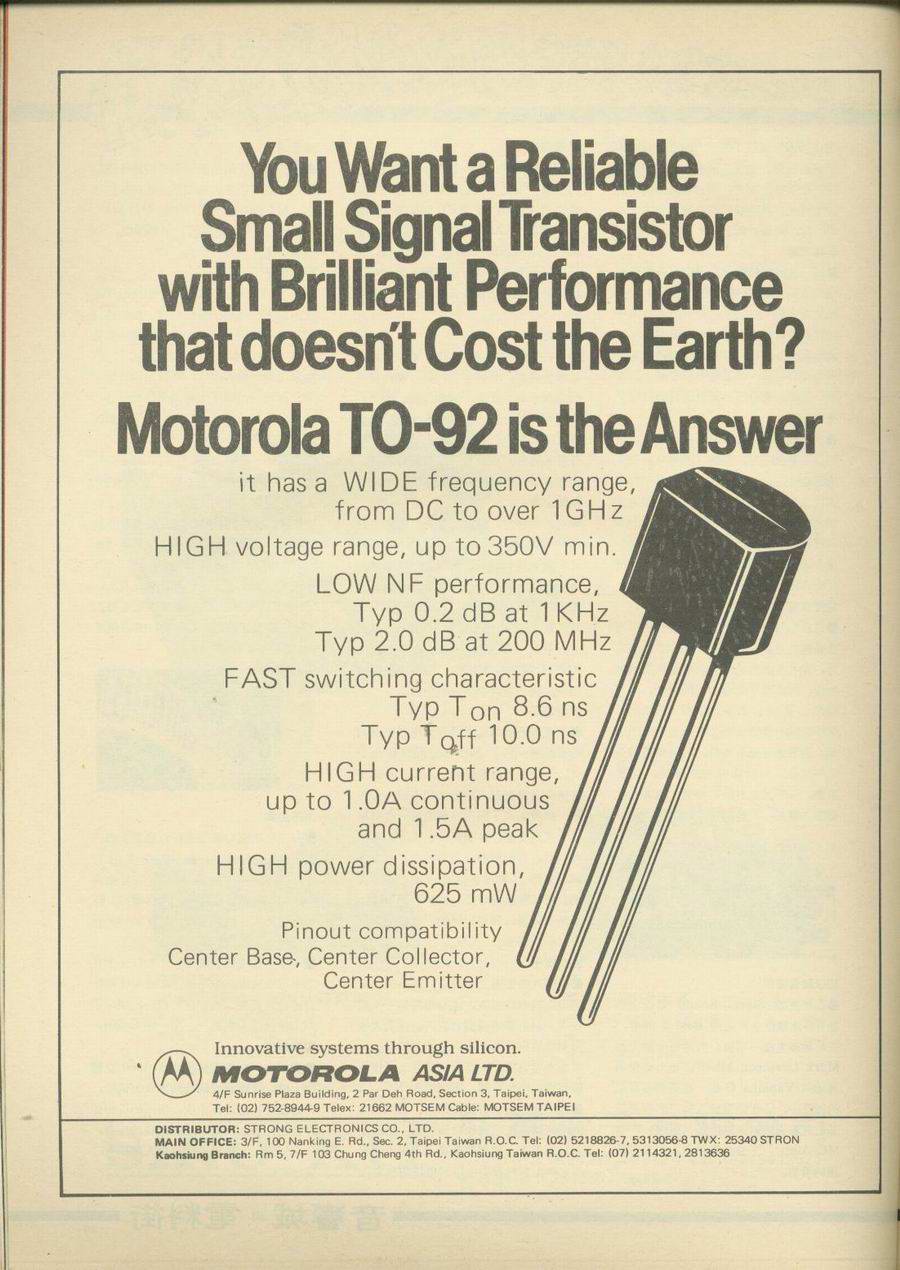 You Want a Reliable
Small Signal Transistor
with Brilliant Performance
that doesn't Cost the Earth?
Motorola TO-92 is the Answer
it has a WIDE frequency range,
from DC to over 1GHz
HIGH voltage range, up to 350V min.
LOW NF performance,
Typ 0.2 dB at 1KHz
Typ 2.0 dB at 200 MHz
FAST switching characteristic
Typ Ton 8.6 ns
Typ Toff 10.0 ns
HIGH current range,
up to 1.0A continuous
and 1.5A peak
HIGH power dissipation,
625 mW
Pinout compatibility
Center Base, Center Collector,
Center Emitter
Innovative systems through silicon.
MOTOROLA ASIA LTD.
4/F Sunrise Plaza Building, 2 Par Deh Road, Section 3, Taipei, Taiwan,
Tel: (02) 752-8944-9 Telex: 21662 MOTSEM Cable: MOTSEM TAIPEI
DISTRIBUTOR: STRONG ELECTRONICS CO., LTD.
MAIN OFFICE: 3/F, 100 Nanking E. Rd., Sec. 2, Taipei Taiwan R.O.C. Tel: (02) 5218826-7, 5313056-8 TWX: 25340 STRON
Kaohsiung Branch: Rm 5, 7/F 103 Chung Cheng 4th Rd., Kaohsiung Taiwan R.O.C. Tel: (07) 2114321, 2813636